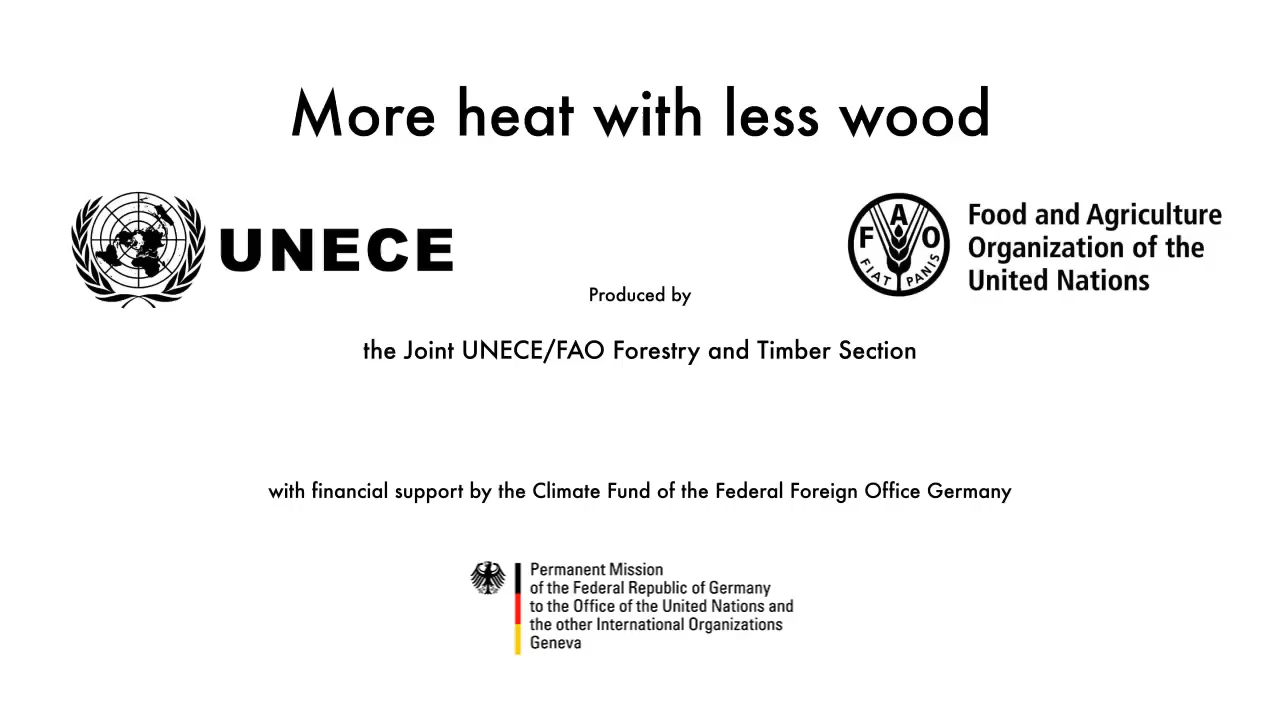 More heat with less wood
UNECE
F A O
FIAT PANIS
Food and Agriculture
Organization of the
United Nations
Produced by
the Joint UNECE/FAO Forestry and Timber Section
with financial support by the Climate Fund of the Federal Foreign Office Germany
Permanent Mission
of the Federal Republic of Germany
to the Office of the United Nations and
the other International Organizations
Geneva